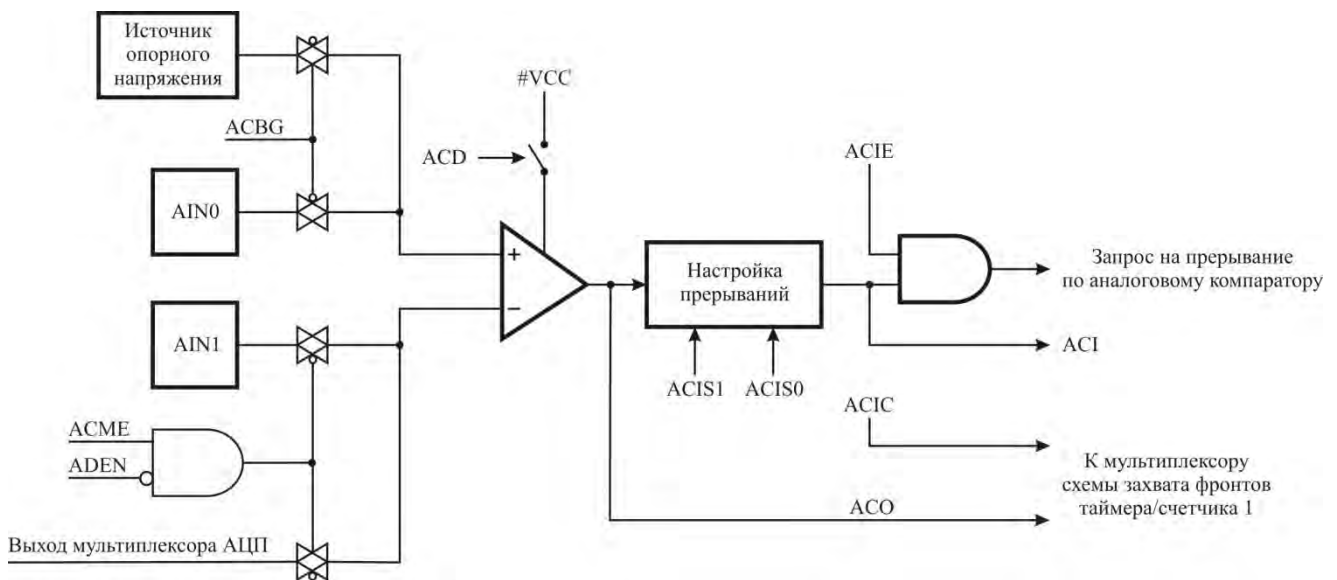 Источник
опорного
напряжения
#VCC
ACBG
ACD
ACIE
AIN0
+
Настройка
прерываний
Запрос на прерывание
по аналоговому компаратору
−
AIN1
ACI
ACIS1 ACIS0
ACIC
ACME
ADEN
К мультиплексору
схемы захвата фронтов
таймера/счетчика 1
ACO
Выход мультиплексора АЦП